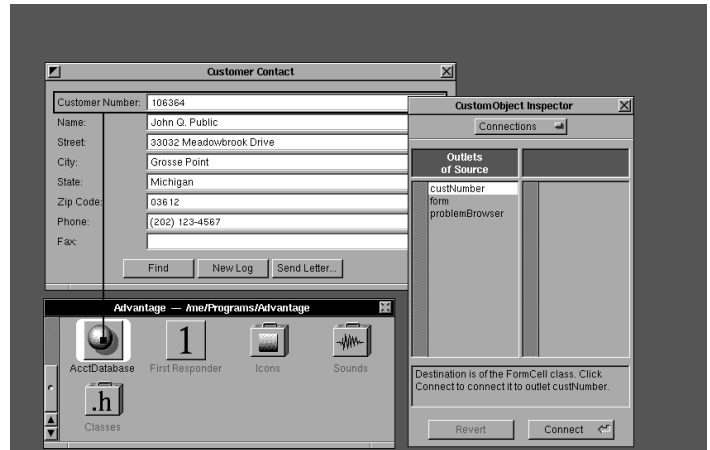 Customer Contact
Customer Number: 106364
Name: John Q. Public
Street: 33032 Meadowbrook Drive
City: Grosse Point
State: Michigan
Zip Code: 03612
Phone: (202) 123-4567
Fax:
Find New Log Send Letter...
CustomObject Inspector
Connections
Outlets
of Source
custNumber
form
problemBrowser
Destination is of the FormCell class. Click
Connect to connect it to outlet custNumber.
Revert Connect
Advantage — /me/Programs/Advantage
1
AcctDatabase First Responder Icons Sounds
.h
Classes